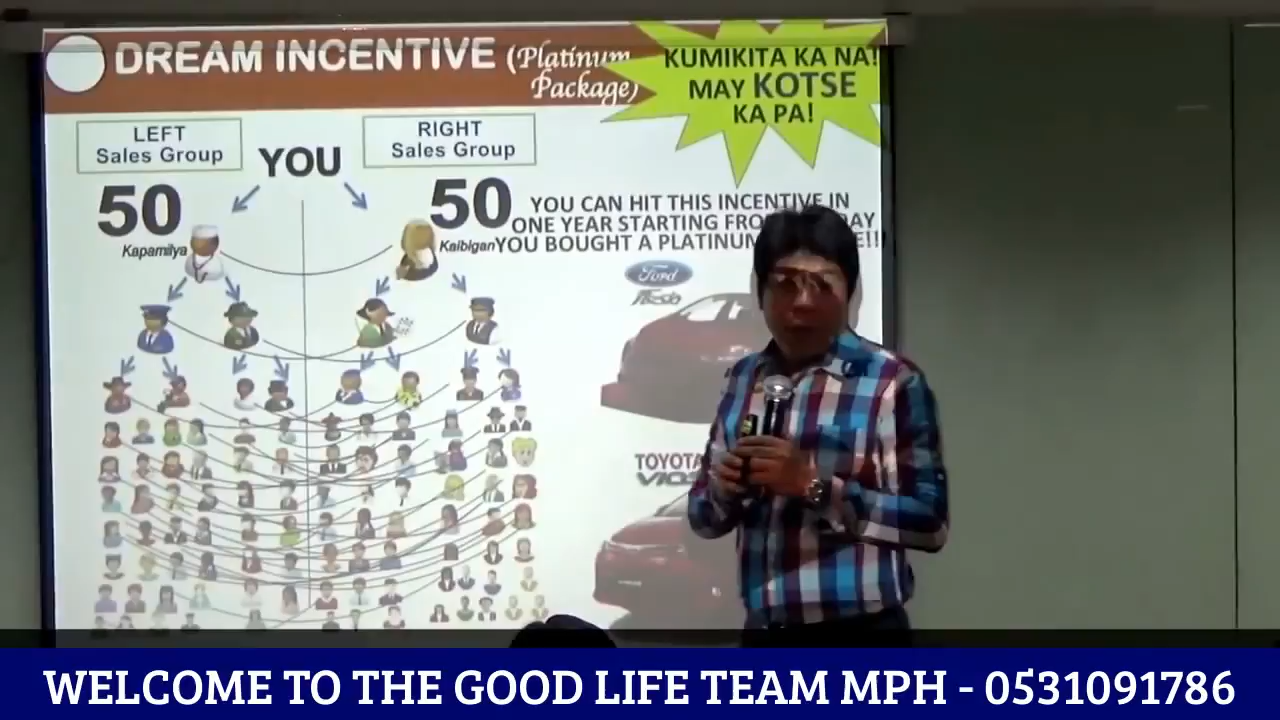 DREAM INCENTIVE (Platinum
Package)
KUMIKITA KA NA!
MAY KOTSE
KA PA!
LEFT
Sales Group
YOU
RIGHT
Sales Group
50
Kapamilya
50
Kaibigan
YOU CAN HIT THIS INCENTIVE IN
ONE YEAR STARTING DAY
YOU BOUGHT A PLATINUM
Ford
Fiesta
TOYOTA
VIOS
WELCOME TO THE GOOD LIFE TEAM MPH - 0531091786